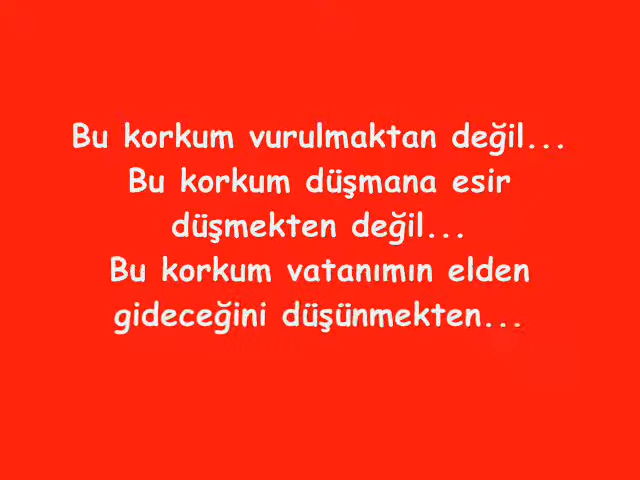 Bu korkum vurulmaktan değil...
Bu korkum düşmana esir
düşmekten değil...
Bu korkum vatanımın elden
gideceğini düşünmekten...